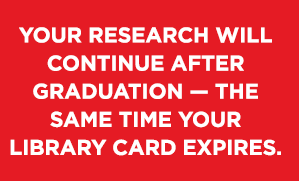 YOUR RESEARCH WILL
CONTINUE AFTER
GRADUATION — THE
SAME TIME YOUR
LIBRARY CARD EXPIRES.